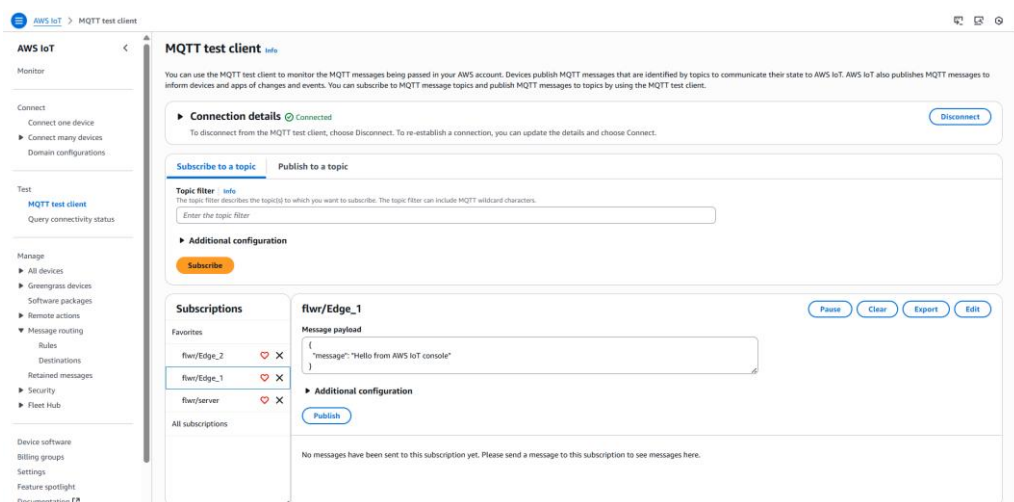 AWS IoT > MQTT test client
AWS IoT
Monitor
Connect
Connect one device
Connect many devices
Domain configurations
Test
MQTT test client
Query connectivity status
Manage
All devices
Greengrass devices
Software packages
Remote actions
Message routing
Rules
Destinations
Retained messages
Security
Fleet Hub
Device software
Billing groups
Settings
Feature spotlight
Documentation
MQTT test client Info
You can use the MQTT test client to monitor the MQTT messages being passed in your AWS account. Devices publish MQTT messages that are identified by topics to communicate their state to AWS IoT. AWS IoT also publishes MQTT messages to
inform devices and apps of changes and events. You can subscribe to MQTT message topics and publish MQTT messages to topics by using the MQTT test client.
Connection details Connected
Disconnect
To disconnect from the MQTT test client, choose Disconnect. To re-establish a connection, you can update the details and choose Connect.
Subscribe to a topic
Publish to a topic
Topic filter Info
The topic filter describes the topic(s) to which you want to subscribe. The topic filter can include MQTT wildcard characters.
Enter the topic filter
Additional configuration
Subscribe
Subscriptions
Favorites
flwr/Edge_2
flwr/Edge_1
flwr/server
All subscriptions
flwr/Edge_1
Pause
Clear
Export
Edit
Message payload
{
"message": "Hello from AWS IoT console"
}
Additional configuration
Publish
No messages have been sent to this subscription yet. Please send a message to this subscription to see messages here.